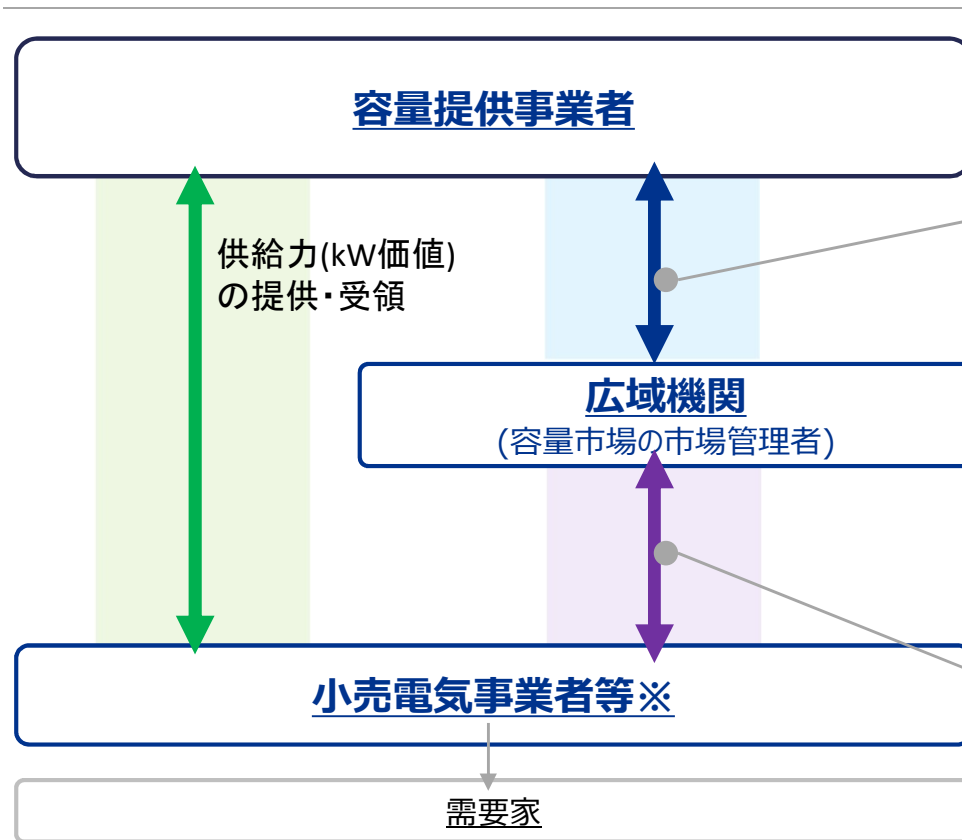 容量提供事業者
供給力(kW価値)
の提供・受領
広域機関
(容量市場の市場管理者)
小売電気事業者等※
需要家